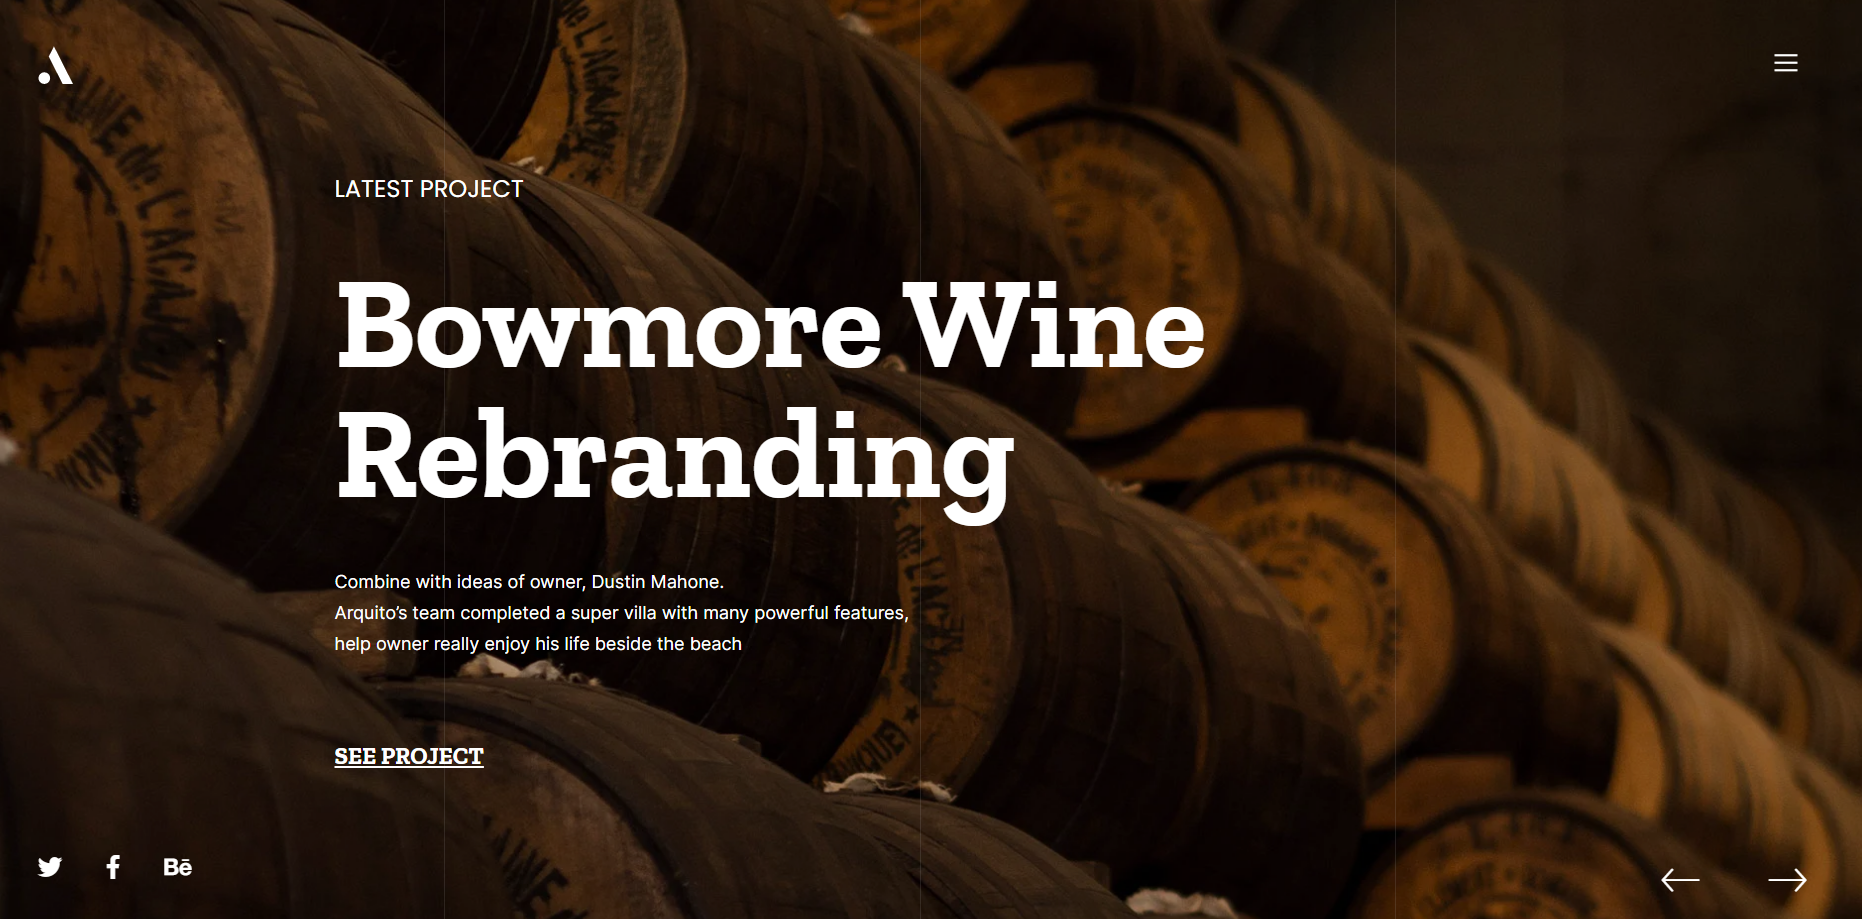 LATEST PROJECT
Bowmore Wine
Rebranding
Combine with ideas of owner, Dustin Mahone.
Arquito’s team completed a super villa with many powerful features,
help owner really enjoy his life beside the beach
SEE PROJECT
Bē